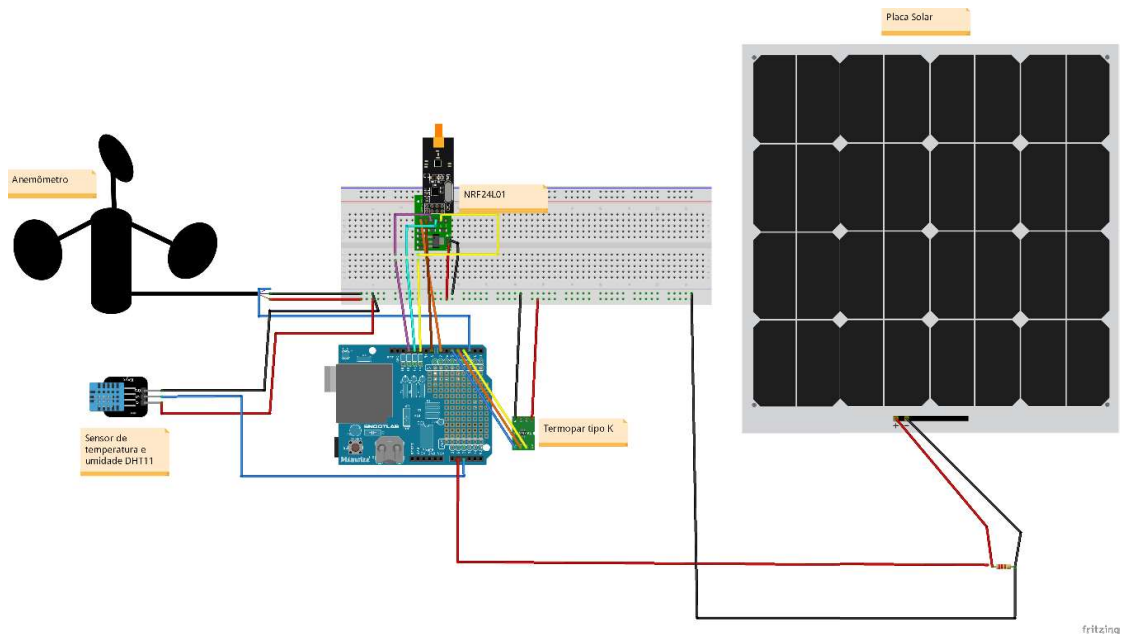 Placa Solar
Anemômetro
NRF24L01
Termopar tipo K
Sensor de
temperatura e
umidade DHT11
+ -
fritzing